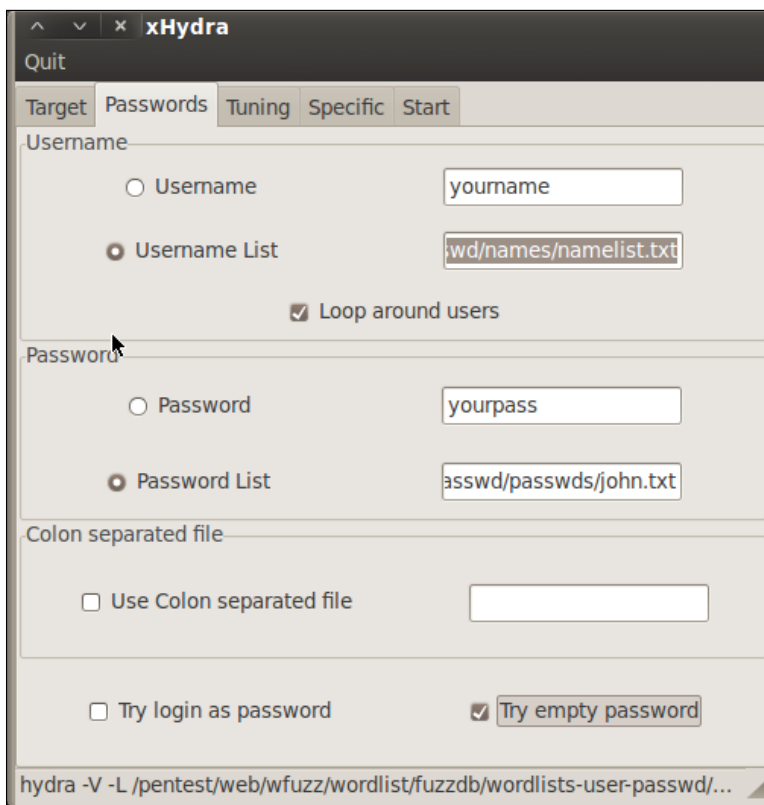 xHydra
Quit
Target Passwords Tuning Specific Start
Username
Username yourname
Username List swd/names/namelist.txt
Loop around users
Password
Password yourpass
Password List asswd/passwds/john.txt
Colon separated file
Use Colon separated file
Try login as password Try empty password
hydra -V -L /pentest/web/wfuzz/wordlist/fuzzdb/wordlists-user-passwd/...